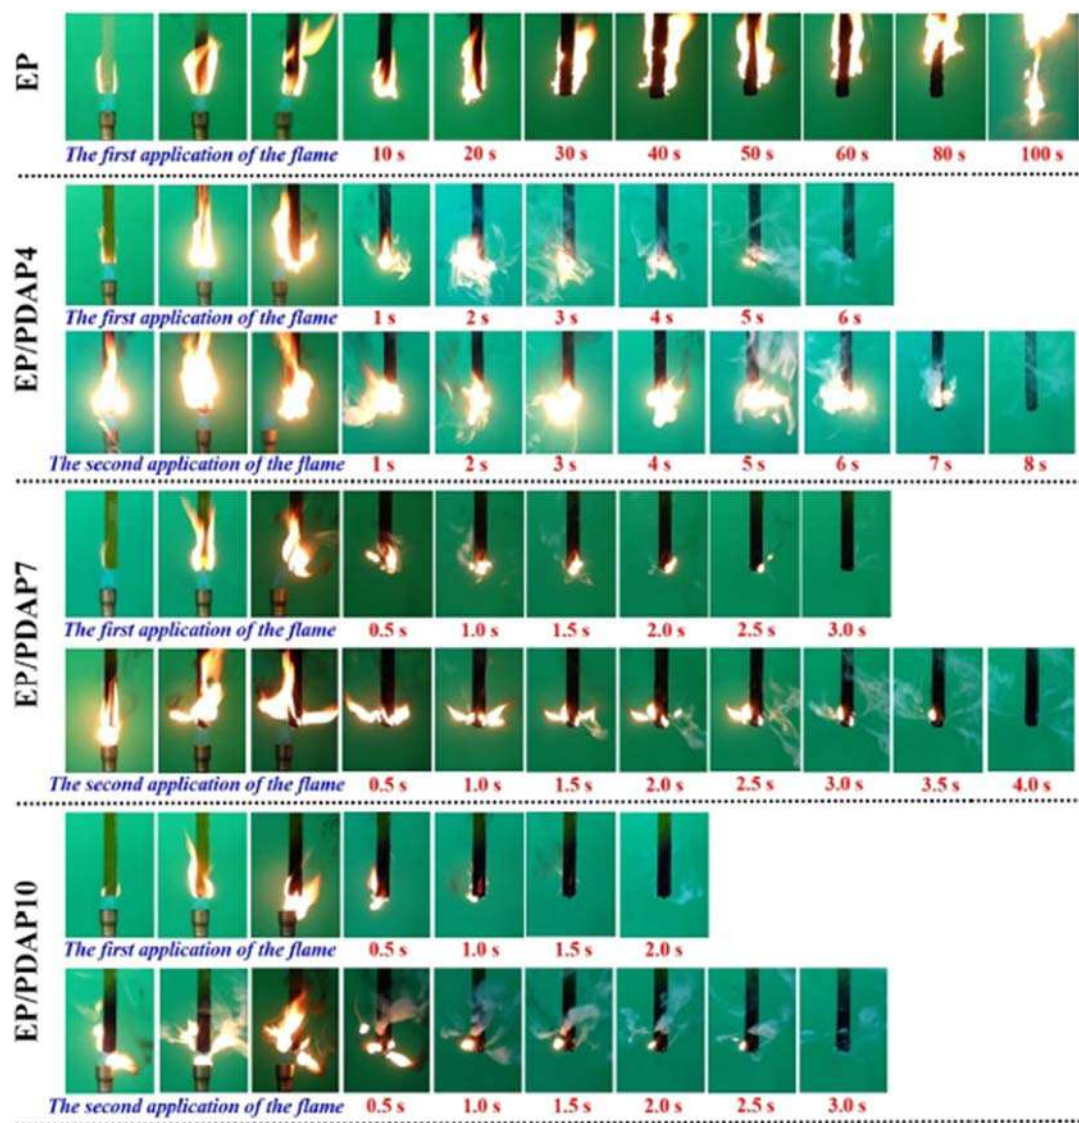 EP
The first application of the flame 10 s 20 s 30 s 40 s 50 s 60 s 80 s 100 s
EP/PDAP4
The first application of the flame 1 s 2 s 3 s 4 s 5 s 6 s
The second application of the flame 1 s 2 s 3 s 4 s 5 s 6 s 7 s 8 s
EP/PDAP7
The first application of the flame 0.5 s 1.0 s 1.5 s 2.0 s 2.5 s 3.0 s
The second application of the flame 0.5 s 1.0 s 1.5 s 2.0 s 2.5 s 3.0 s 3.5 s 4.0 s
EP/PDAP10
The first application of the flame 0.5 s 1.0 s 1.5 s 2.0 s
The second application of the flame 0.5 s 1.0 s 1.5 s 2.0 s 2.5 s 3.0 s